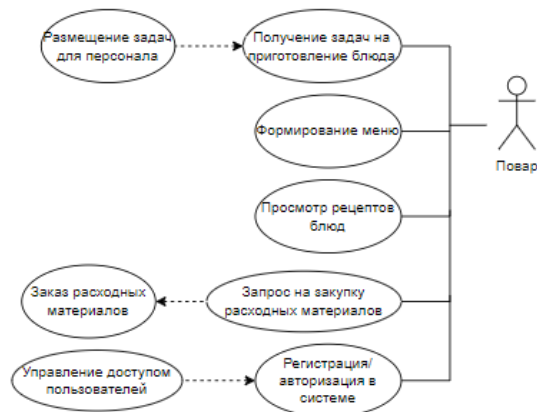 Размещение задач
для персонала
Получение задач на
приготовление блюда
Формирование меню
Повар
Просмотр рецептов
блюд
Заказ расходных
материалов
Запрос на закупку
расходных материалов
Управление доступом
пользователей
Регистрация/
авторизация в
системе